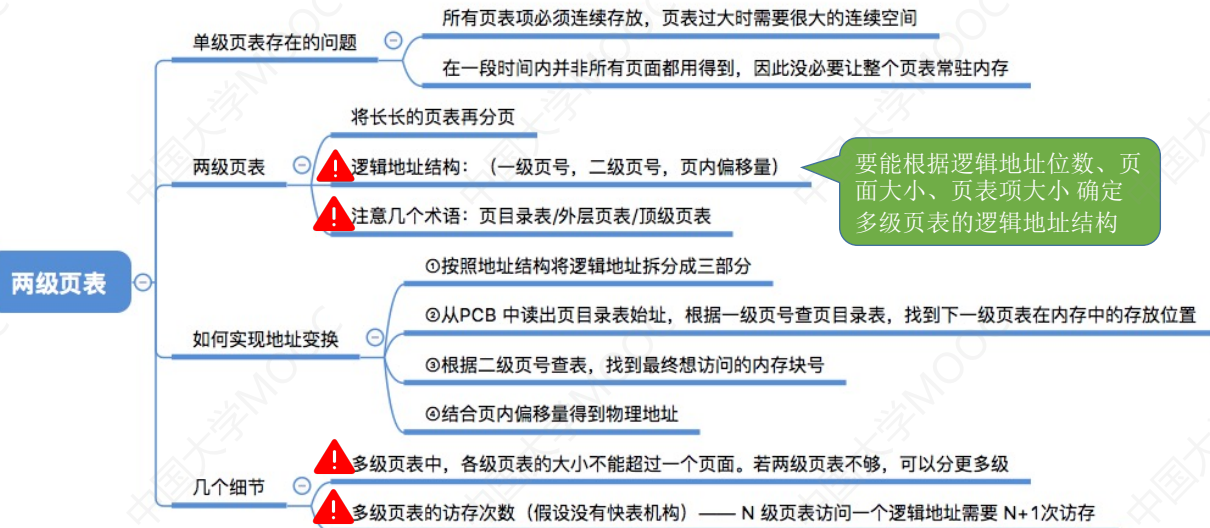 单级页表存在的问题
所有页表项必须连续存放，页表过大时需要很大的连续空间
在一段时间内并非所有页面都用得到，因此没必要让整个页表常驻内存
两级页表
将长长的页表再分页
逻辑地址结构：（一级页号，二级页号，页内偏移量）
要能根据逻辑地址位数、页
面大小、页表项大小 确定
多级页表的逻辑地址结构
注意几个术语：页目录表/外层页表/顶级页表
两级页表
如何实现地址变换
①按照地址结构将逻辑地址拆分成三部分
②从PCB 中读出页目录表始址，根据一级页号查页目录表，找到下一级页表在内存中的存放位置
③根据二级页号查表，找到最终想访问的内存块号
④结合页内偏移量得到物理地址
几个细节
多级页表中，各级页表的大小不能超过一个页面。若两级页表不够，可以分更多级
多级页表的访存次数（假设没有快表机构）—— N 级页表访问一个逻辑地址需要 N+1次访存
中国大学MOOC